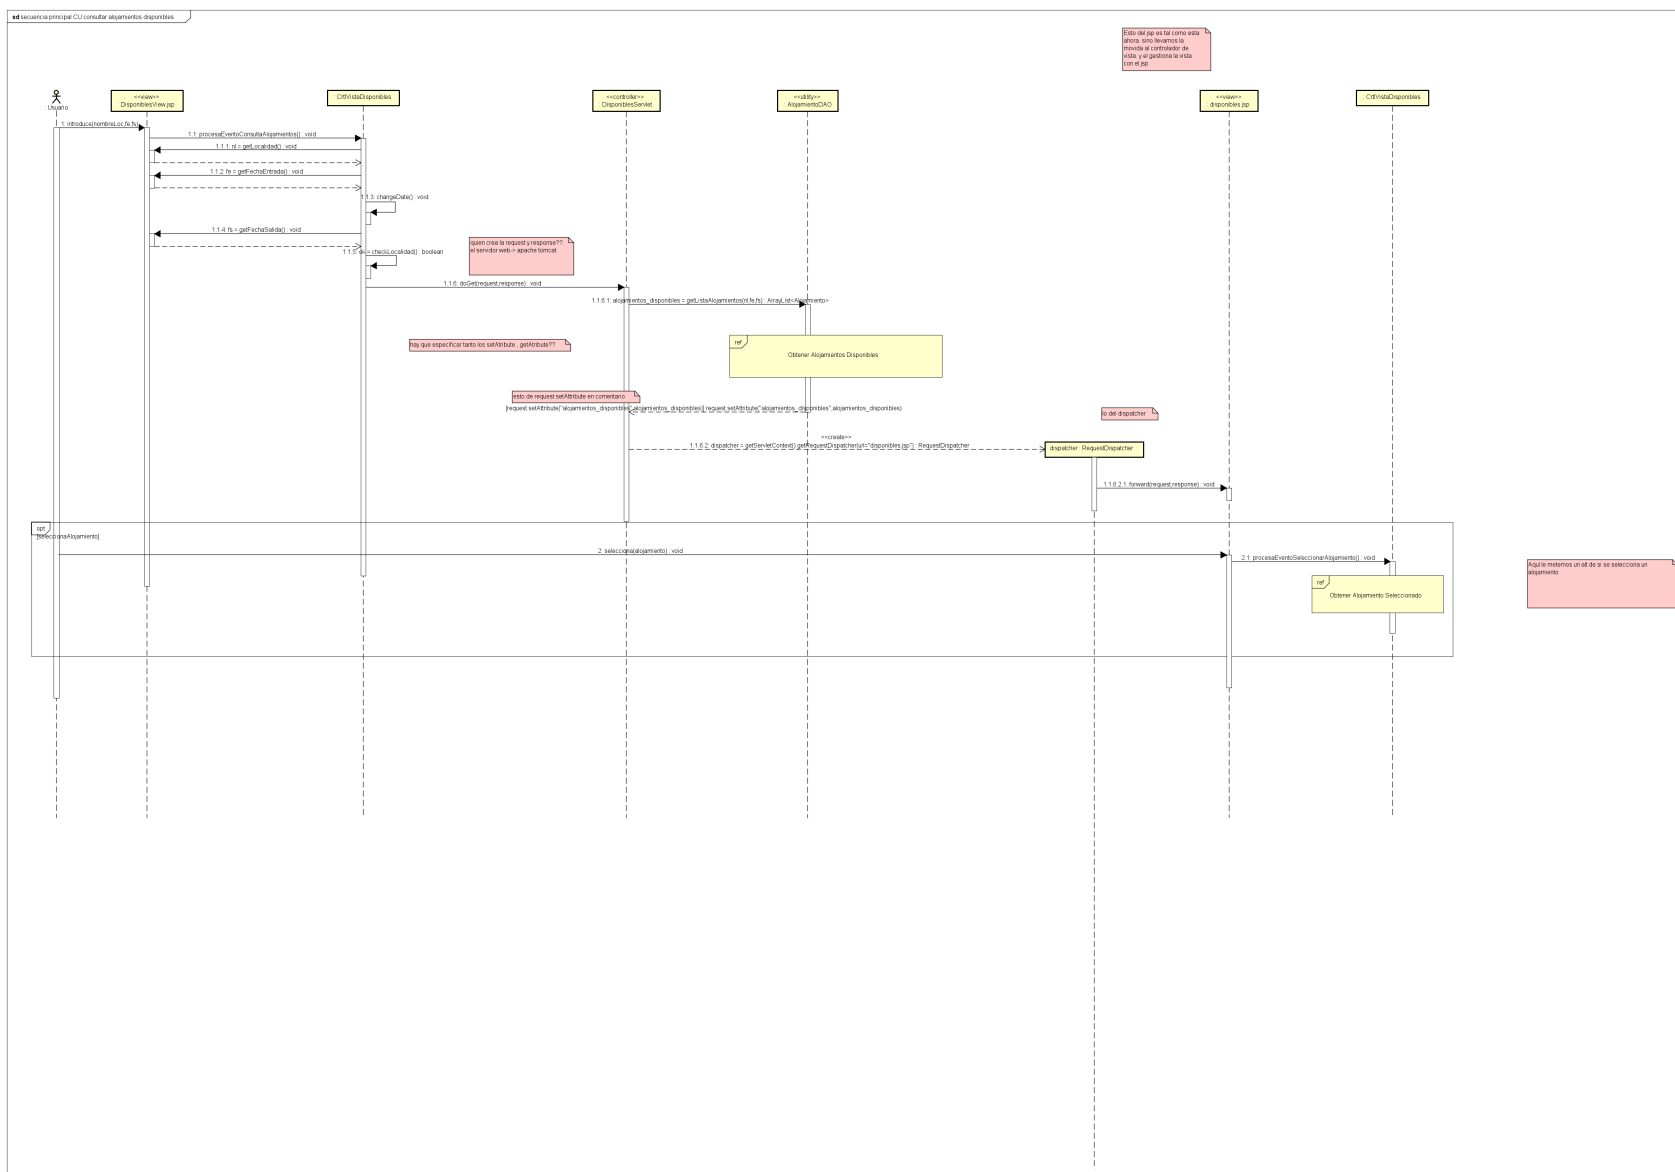 sd secuencia principal CU consultar alojamientos disponibles
Esto del jsp es tal como esta
ahora, sino llevamos la
movida al controlador de
vista. y el gestiona la vista
con el jsp
Usuario
<<view>>
: DisponiblesView.jsp
: CrtlVistaDisponibles
<<controller>>
: DisponiblesServlet
<<utility>>
: AlojamientoDAO
<<view>>
: disponibles.jsp
: CrtlVistaDisponibles
1: introduce(nombreLoc,fe,fs)
1.1: procesaEventoConsultaAlojamientos() : void
1.1.1: nl = getLocalidad() : void
1.1.2: fe = getFechaEntrada() : void
1.1.3: changeDate() : void
1.1.4: fs = getFechaSalida() : void
1.1.5: ok = checkLocalidad() : boolean
quien crea la request y response??
el servidor web-> apache tomcat
1.1.6: doGet(request,response) : void
1.1.6.1: alojamientos_disponibles = getListaAlojamientos(nl,fe,fs) : ArrayList<Alojamiento>
hay que especificar tanto los setAtribute , getAtribute??
ref
Obtener Alojamientos Disponibles
esto de request.setAttribute en comentario
[request.setAttribute("alojamientos_disponibles",alojamientos_disponibles)] request.setAttribute("alojamientos_disponibles",alojamientos_disponibles)
lo del dispatcher
<<create>>
1.1.6.2: dispatcher = getServletContext().getRequestDispatcher(url="disponibles.jsp") : RequestDispatcher
dispatcher : RequestDispatcher
1.1.6.2.1: forward(request,response) : void
opt
[seleccionaAlojamiento]
2: selecciona(alojamiento) : void
2.1: procesaEventoSeleccionarAlojamiento() : void
Aqui le metemos un alt de si se selecciona un
alojamiento
ref
Obtener Alojamiento Seleccionado